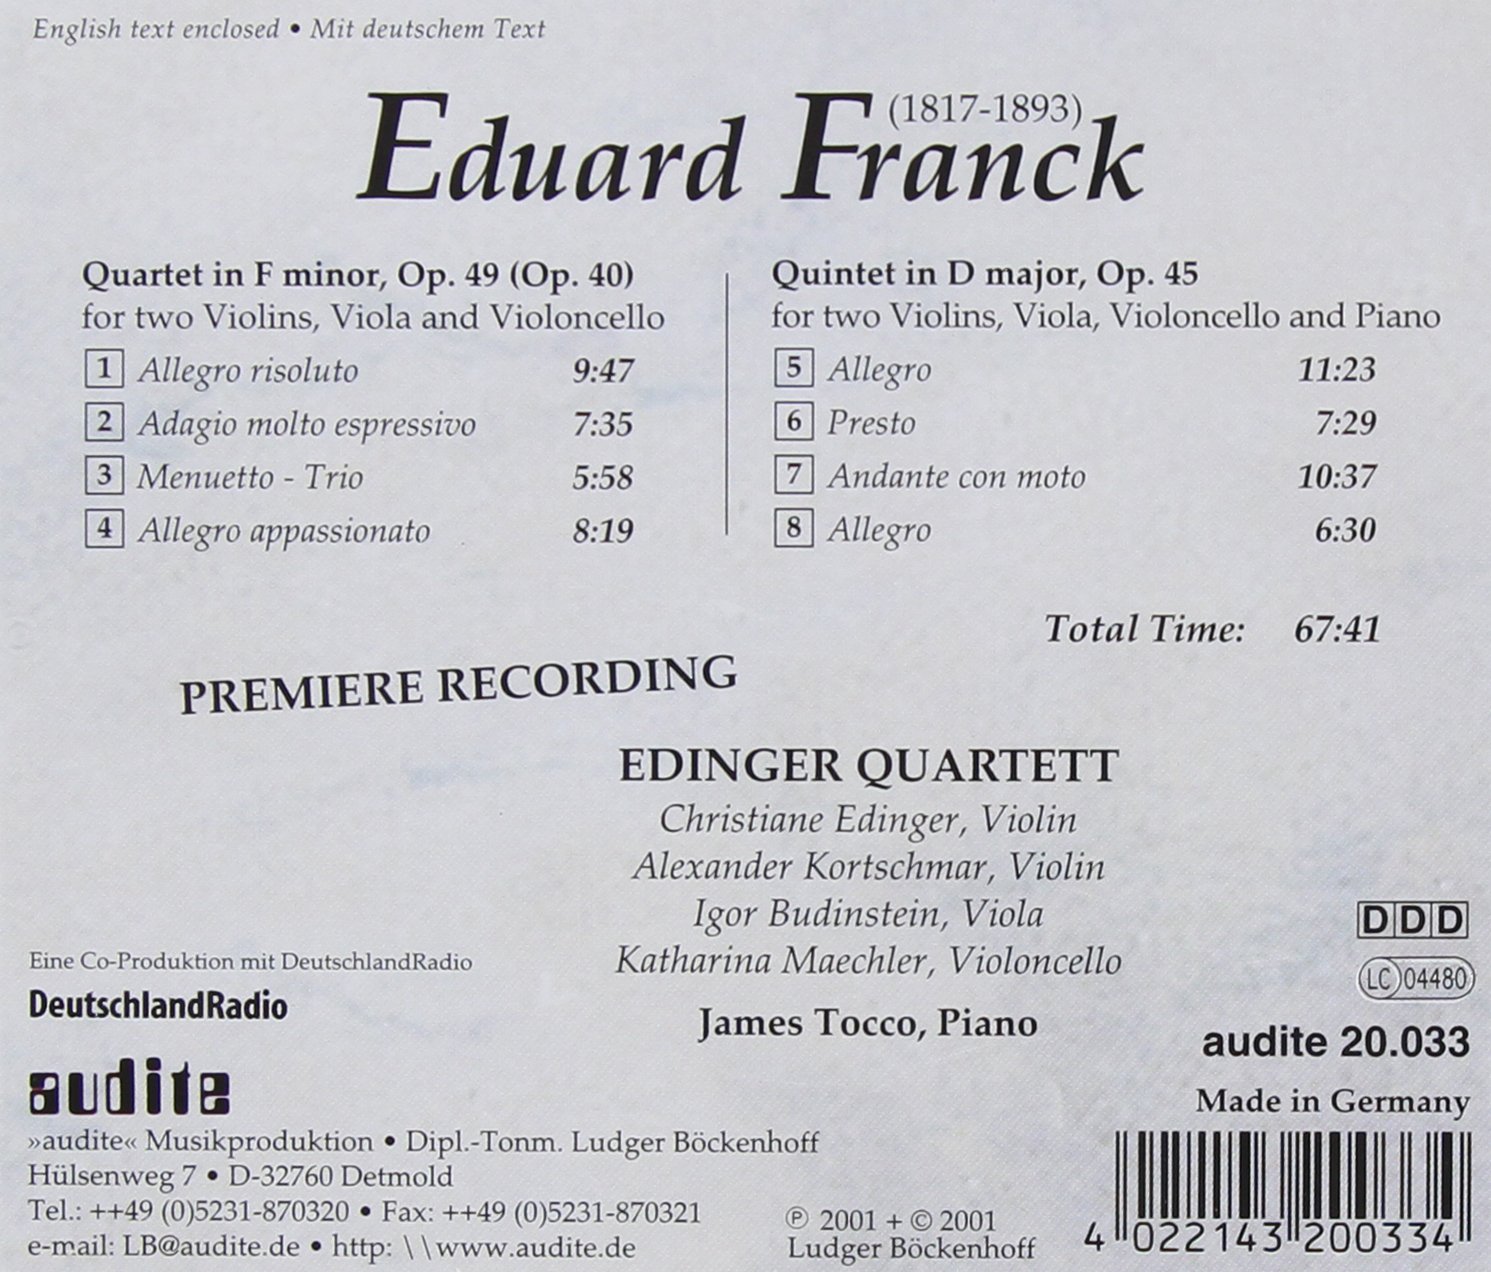 English text enclosed • Mit deutschem Text
Eduard Franck
(1817-1893)
Quartet in F minor, Op. 49 (Op. 40)
for two Violins, Viola and Violoncello
1 Allegro risoluto 9:47
2 Adagio molto espressivo 7:35
3 Menuetto - Trio 5:58
4 Allegro appassionato 8:19
Quintet in D major, Op. 45
for two Violins, Viola, Violoncello and Piano
5 Allegro 11:23
6 Presto 7:29
7 Andante con moto 10:37
8 Allegro 6:30
Total Time: 67:41
PREMIERE RECORDING
EDINGER QUARTETT
Christiane Edinger, Violin
Alexander Kortschmar, Violin
Igor Budinstein, Viola
Katharina Maechler, Violoncello
James Tocco, Piano
Eine Co-Produktion mit DeutschlandRadio
DeutschlandRadio
audite
»audite« Musikproduktion • Dipl.-Tonm. Ludger Böckenhoff
Hülsenweg 7 • D-32760 Detmold
Tel.: ++49 (0)5231-870320 • Fax: ++49 (0)5231-870321
e-mail: LB@audite.de • http: \\www.audite.de
℗ 2001 + © 2001
Ludger Böckenhoff
DDD
LC 04480
audite 20.033
Made in Germany
4 022143 200334